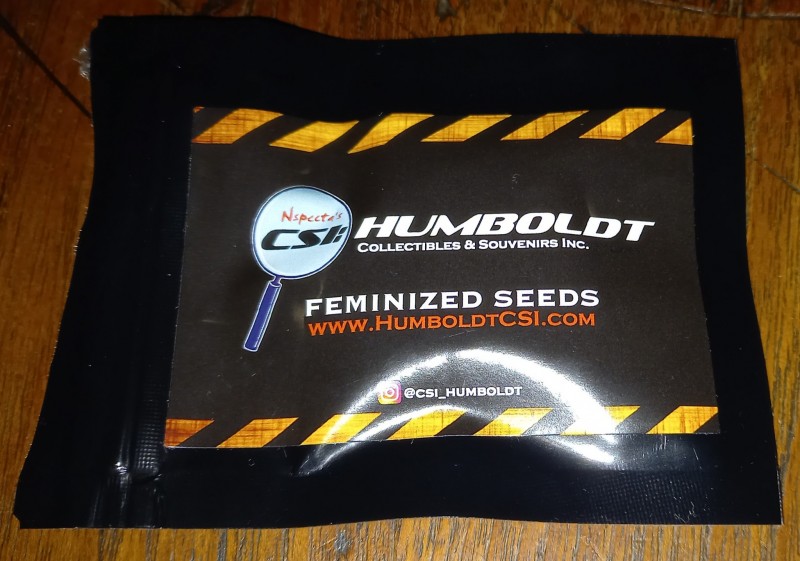 Nspecta's
CSI: HUMBOLDT
COLLECTIBLES & SOUVENIRS INC.
FEMINIZED SEEDS
WWW.HUMBOLDTCSI.COM
@CSI_HUMBOLDT